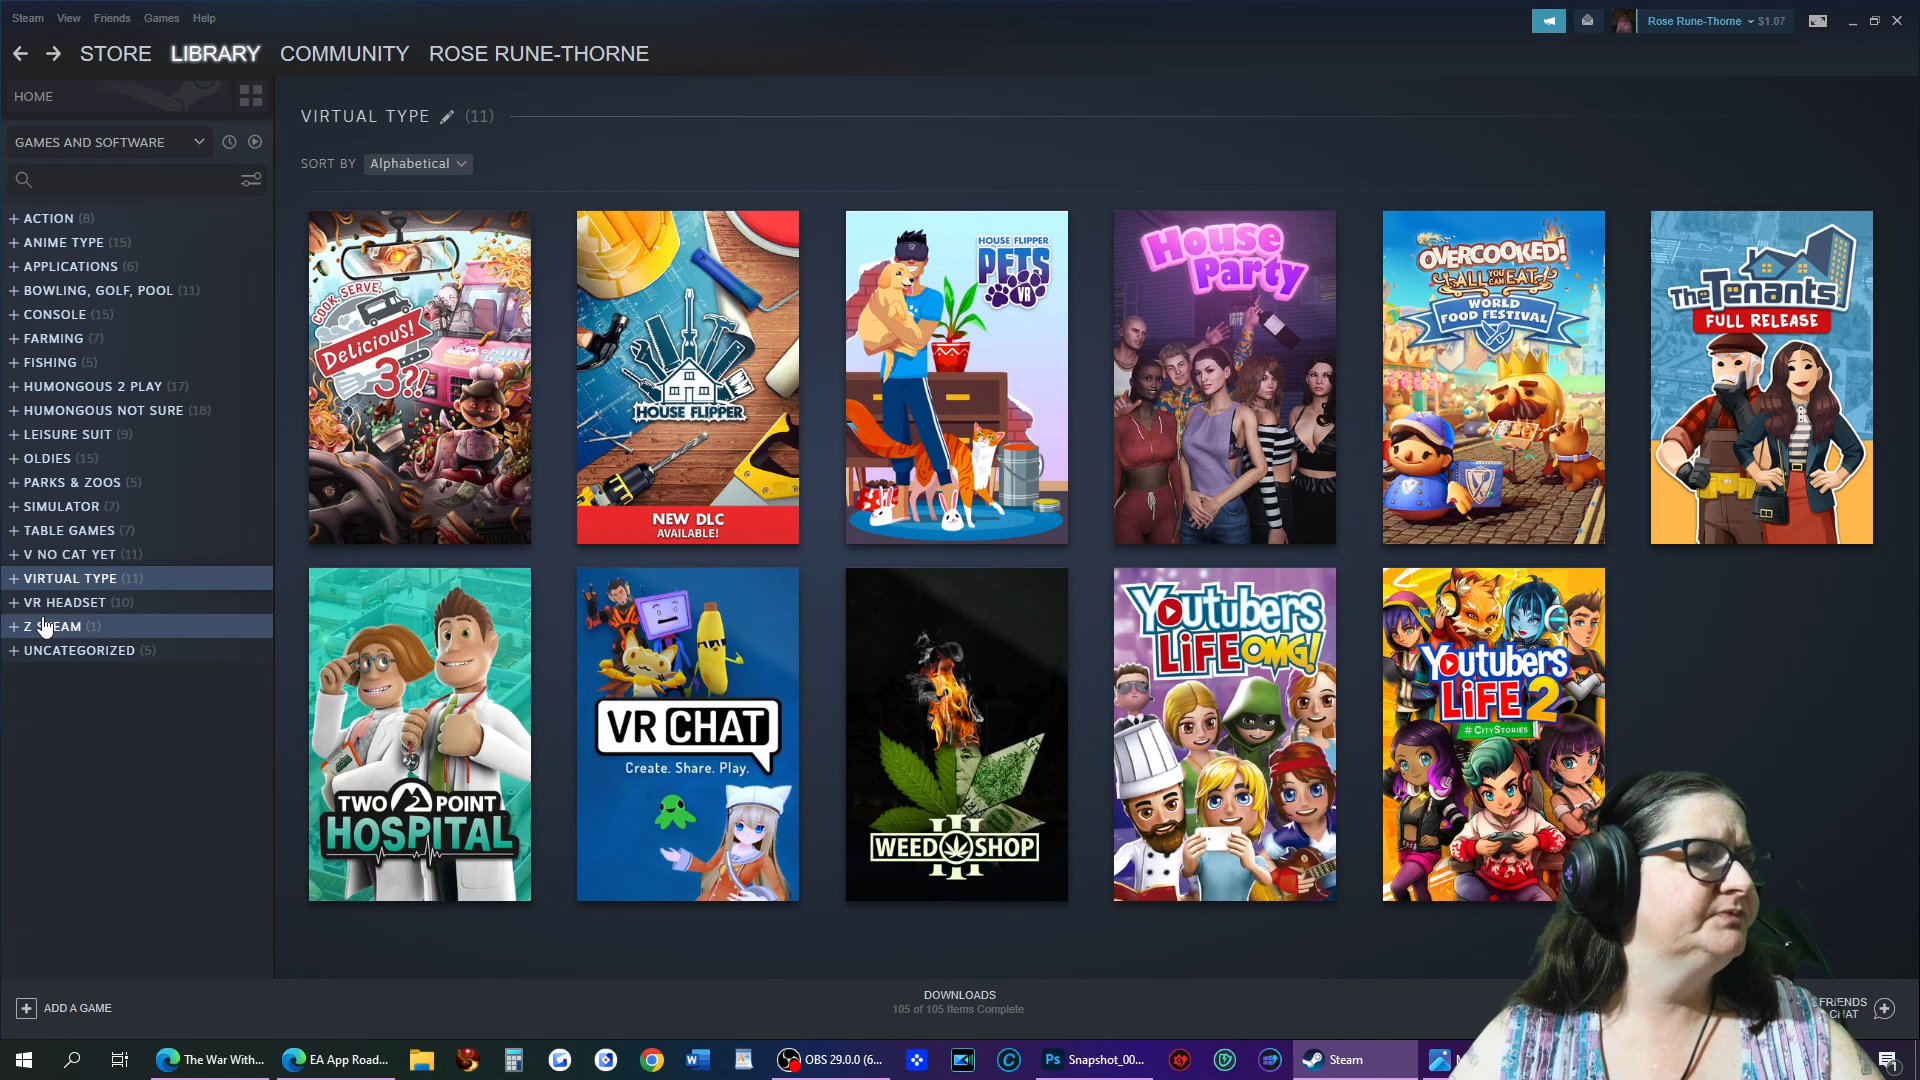 Steam View Friends Games Help
Rose Rune-Thorne $1.07
STORE LIBRARY COMMUNITY ROSE RUNE-THORNE
HOME
GAMES AND SOFTWARE
ACTION (8)
ANIME TYPE (15)
APPLICATIONS (6)
BOWLING, GOLF, POOL (11)
CONSOLE (15)
FARMING (7)
FISHING (5)
HUMONGOUS 2 PLAY (17)
HUMONGOUS NOT SURE (18)
LEISURE SUIT (9)
OLDIES (15)
PARKS & ZOOS (5)
SIMULATOR (7)
TABLE GAMES (7)
V NO CAT YET (11)
VIRTUAL TYPE (11)
VR HEADSET (10)
UNCATEGORIZED (5)
VIRTUAL TYPE (11)
SORT BY Alphabetical
COOK, SERVE,
Delicious!
3?!
HOUSE FLIPPER
NEW DLC
AVAILABLE!
HOUSE FLIPPER
PETS
VR
House
Party
OVERCOOKED!
ALL YOU CAN EAT
WORLD
FOOD FESTIVAL
The Tenants
FULL RELEASE
TWO POINT
HOSPITAL
VR CHAT
Create. Share. Play.
WEED SHOP
III
Youtubers
LiFE OMG!
Youtubers
LiFE 2
#CITYSTORIES
ADD A GAME
DOWNLOADS
105 of 105 Items Complete
FRIENDS
CHAT
The War With...
EA App Road...
OBS 29.0.0 (6...
Ps Snapshot_00...
Steam
1